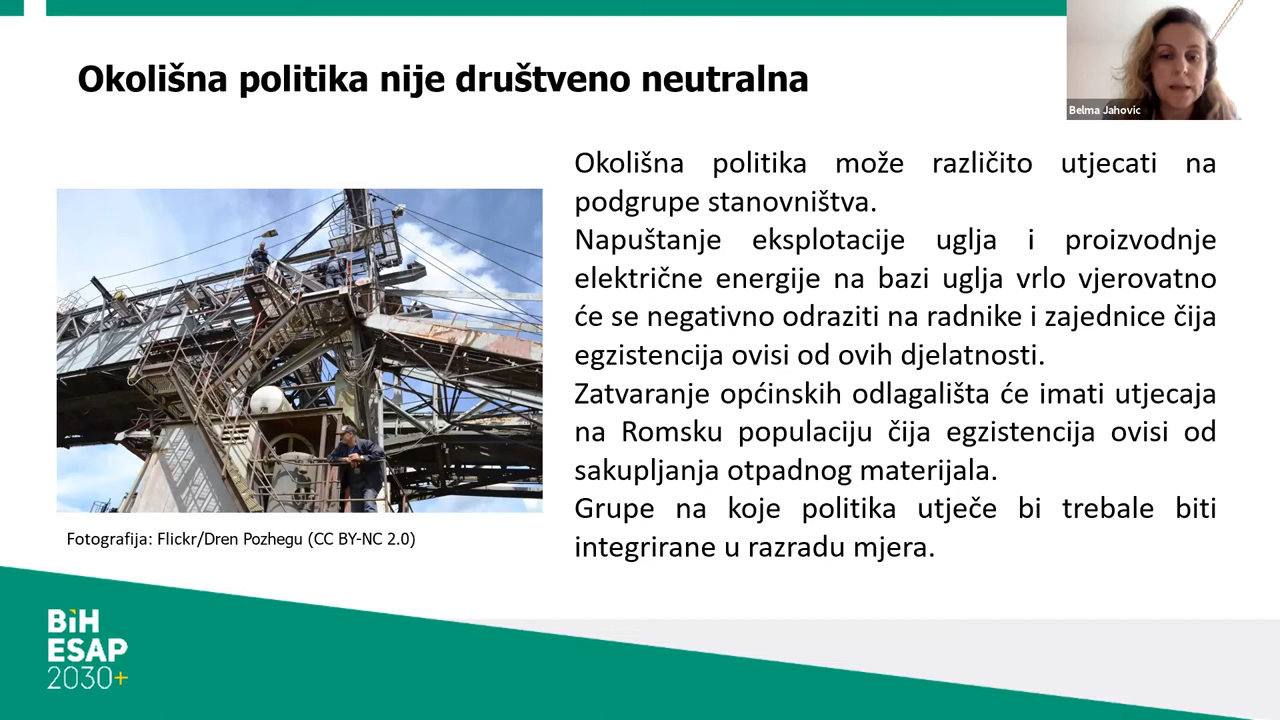 Okolišna politika nije društveno neutralna
Belma Jahovic
Okolišna politika može različito utjecati na
podgrupe stanovništva.
Napuštanje eksplotacije uglja i proizvodnje
električne energije na bazi uglja vrlo vjerovatno
će se negativno odraziti na radnike i zajednice čija
egzistencija ovisi od ovih djelatnosti.
Zatvaranje općinskih odlagališta će imati utjecaja
na Romsku populaciju čija egzistencija ovisi od
sakupljanja otpadnog materijala.
Grupe na koje politika utječe bi trebale biti
integrirane u razradu mjera.
Fotografija: Flickr/Dren Pozhegu (CC BY-NC 2.0)
BiH
ESAP
2030+